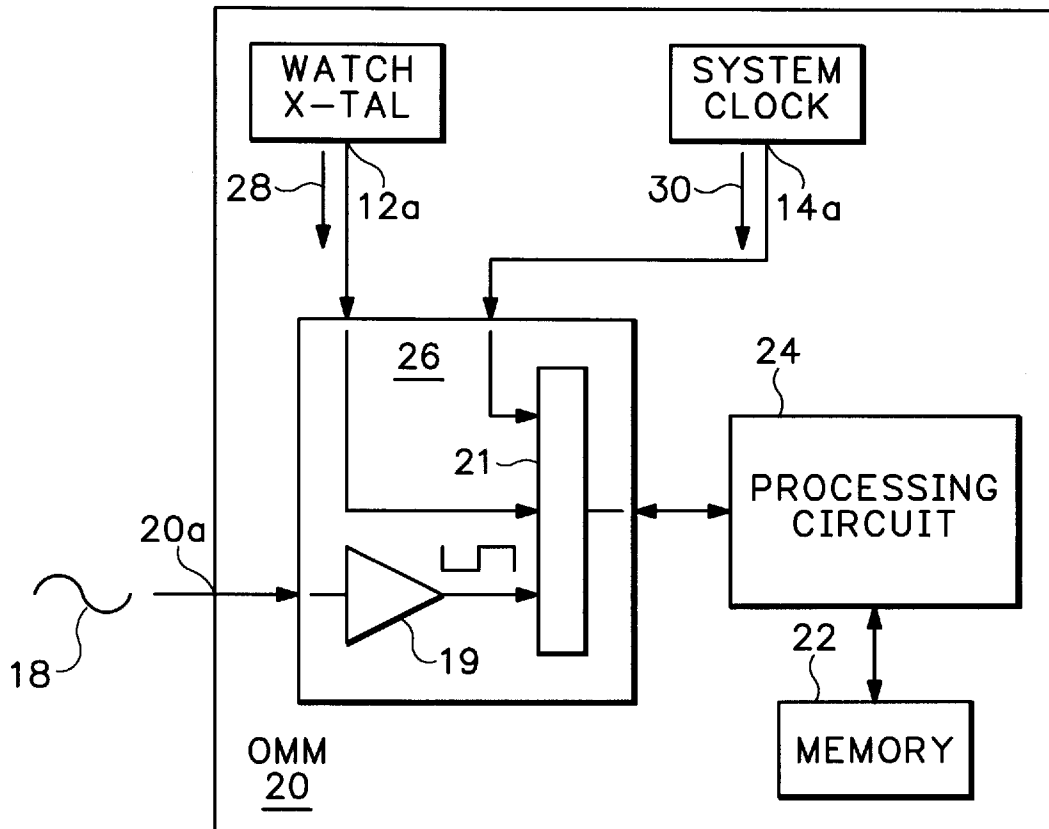 WATCH
X-TAL
SYSTEM
CLOCK
28
12a
30
14a
26
24
21
PROCESSING
CIRCUIT
20a
18
19
22
MEMORY
OMM
20